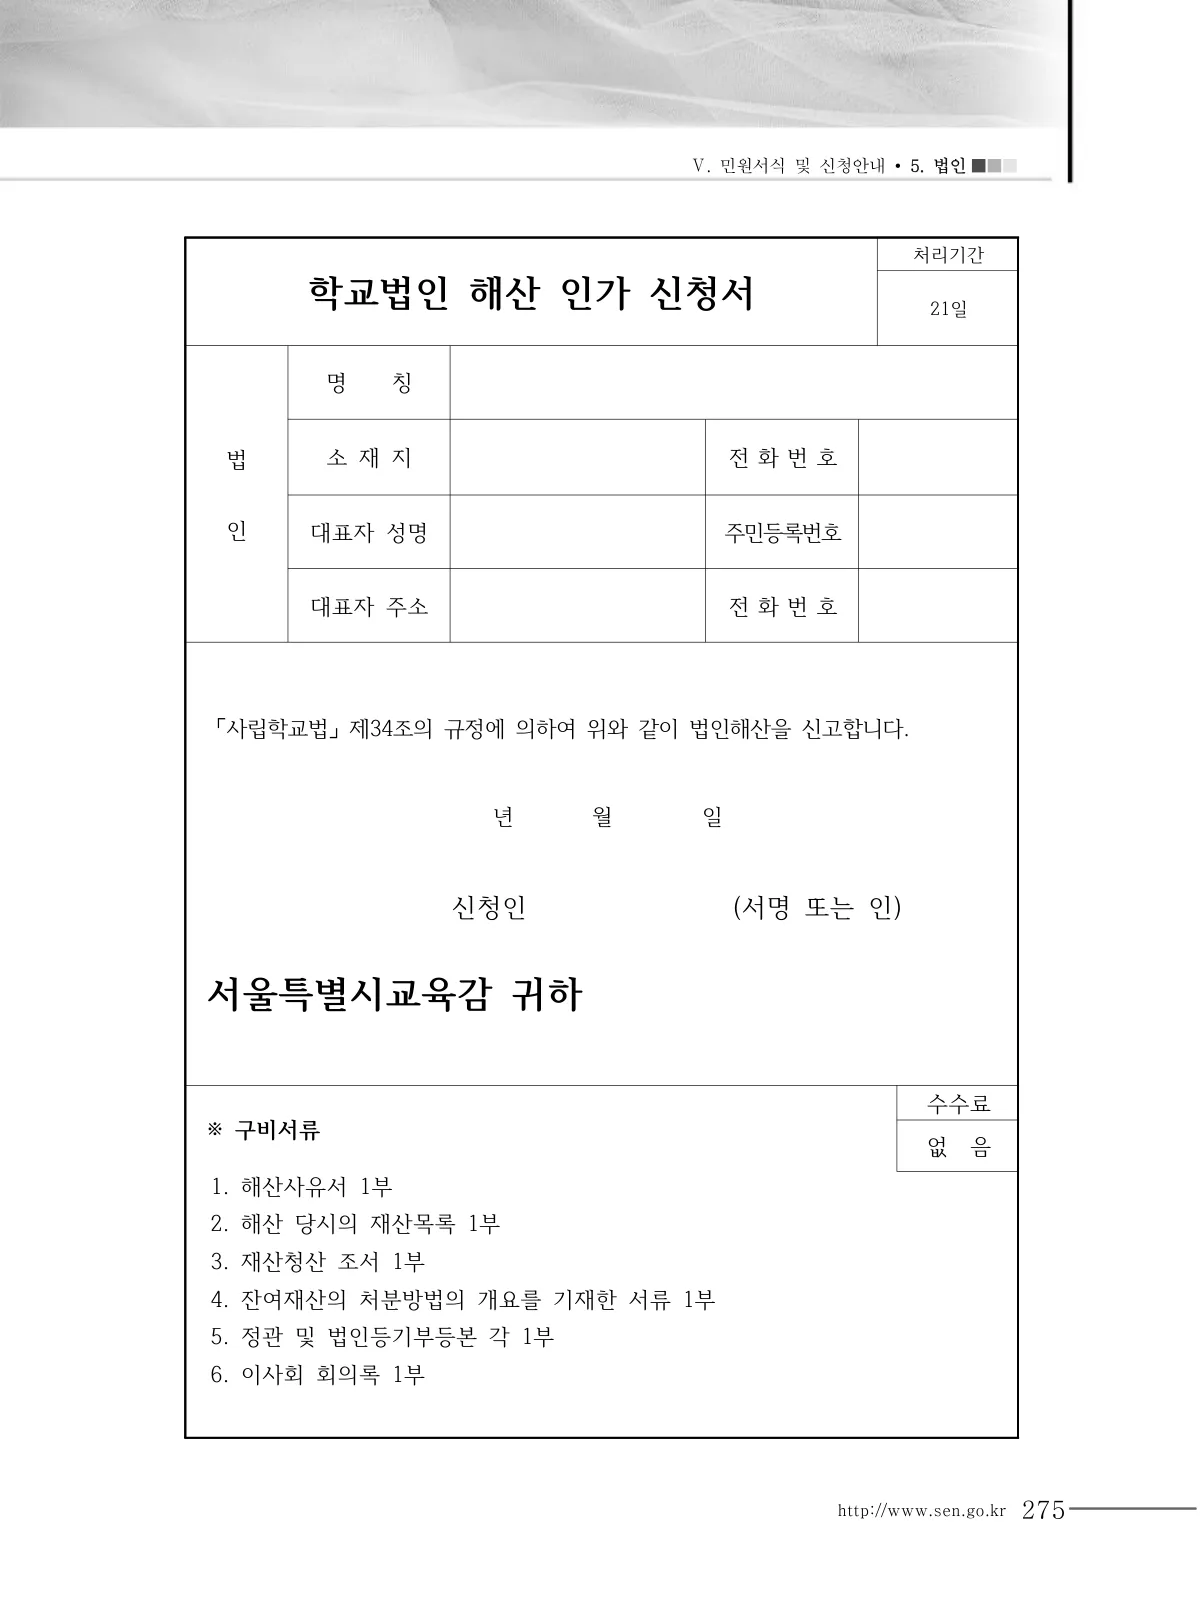 Ⅴ. 민원서식 및 신청안내 • 5. 법인
학교법인 해산 인가 신청서
처리기간
21일
법
인
명 칭
소 재 지
전 화 번 호
대표자 성명
주민등록번호
대표자 주소
전 화 번 호
「사립학교법」제34조의 규정에 의하여 위와 같이 법인해산을 신고합니다.
년 월 일
신청인 (서명 또는 인)
서울특별시교육감 귀하
수수료
없 음
※ 구비서류
1. 해산사유서 1부
2. 해산 당시의 재산목록 1부
3. 재산청산 조서 1부
4. 잔여재산의 처분방법의 개요를 기재한 서류 1부
5. 정관 및 법인등기부등본 각 1부
6. 이사회 회의록 1부
http://www.sen.go.kr 275